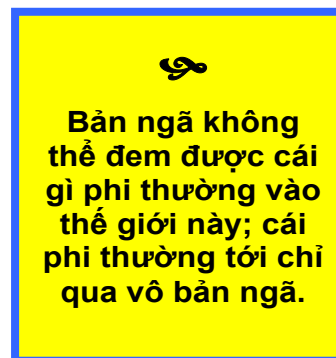 Bản ngã không
thể đem được cái
gì phi thường vào
thế giới này; cái
phi thường tới chỉ
qua vô bản ngã.